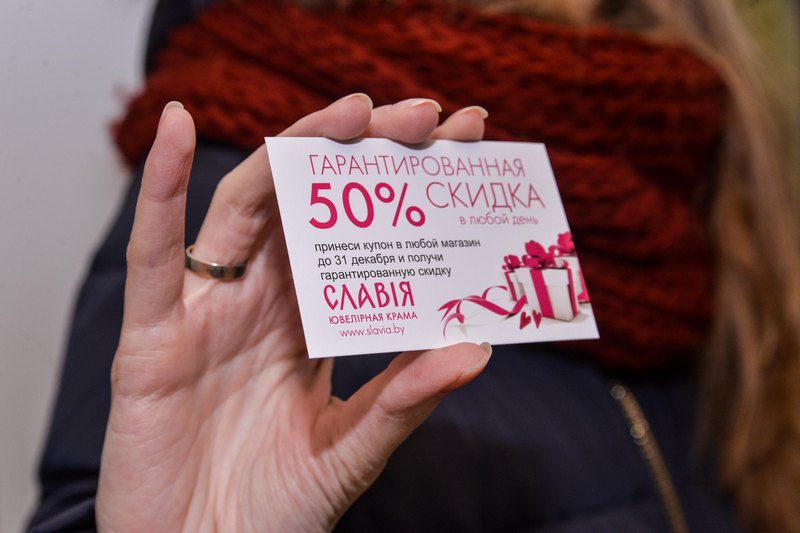 ГАРАНТИРОВАННАЯ
50% СКИДКА
в любой день
принеси купон в любой магазин
до 31 декабря и получи
гарантированную скидку
СЛАВІЯ
ЮВЕЛІРНАЯ КРАМА
www.slavia.by